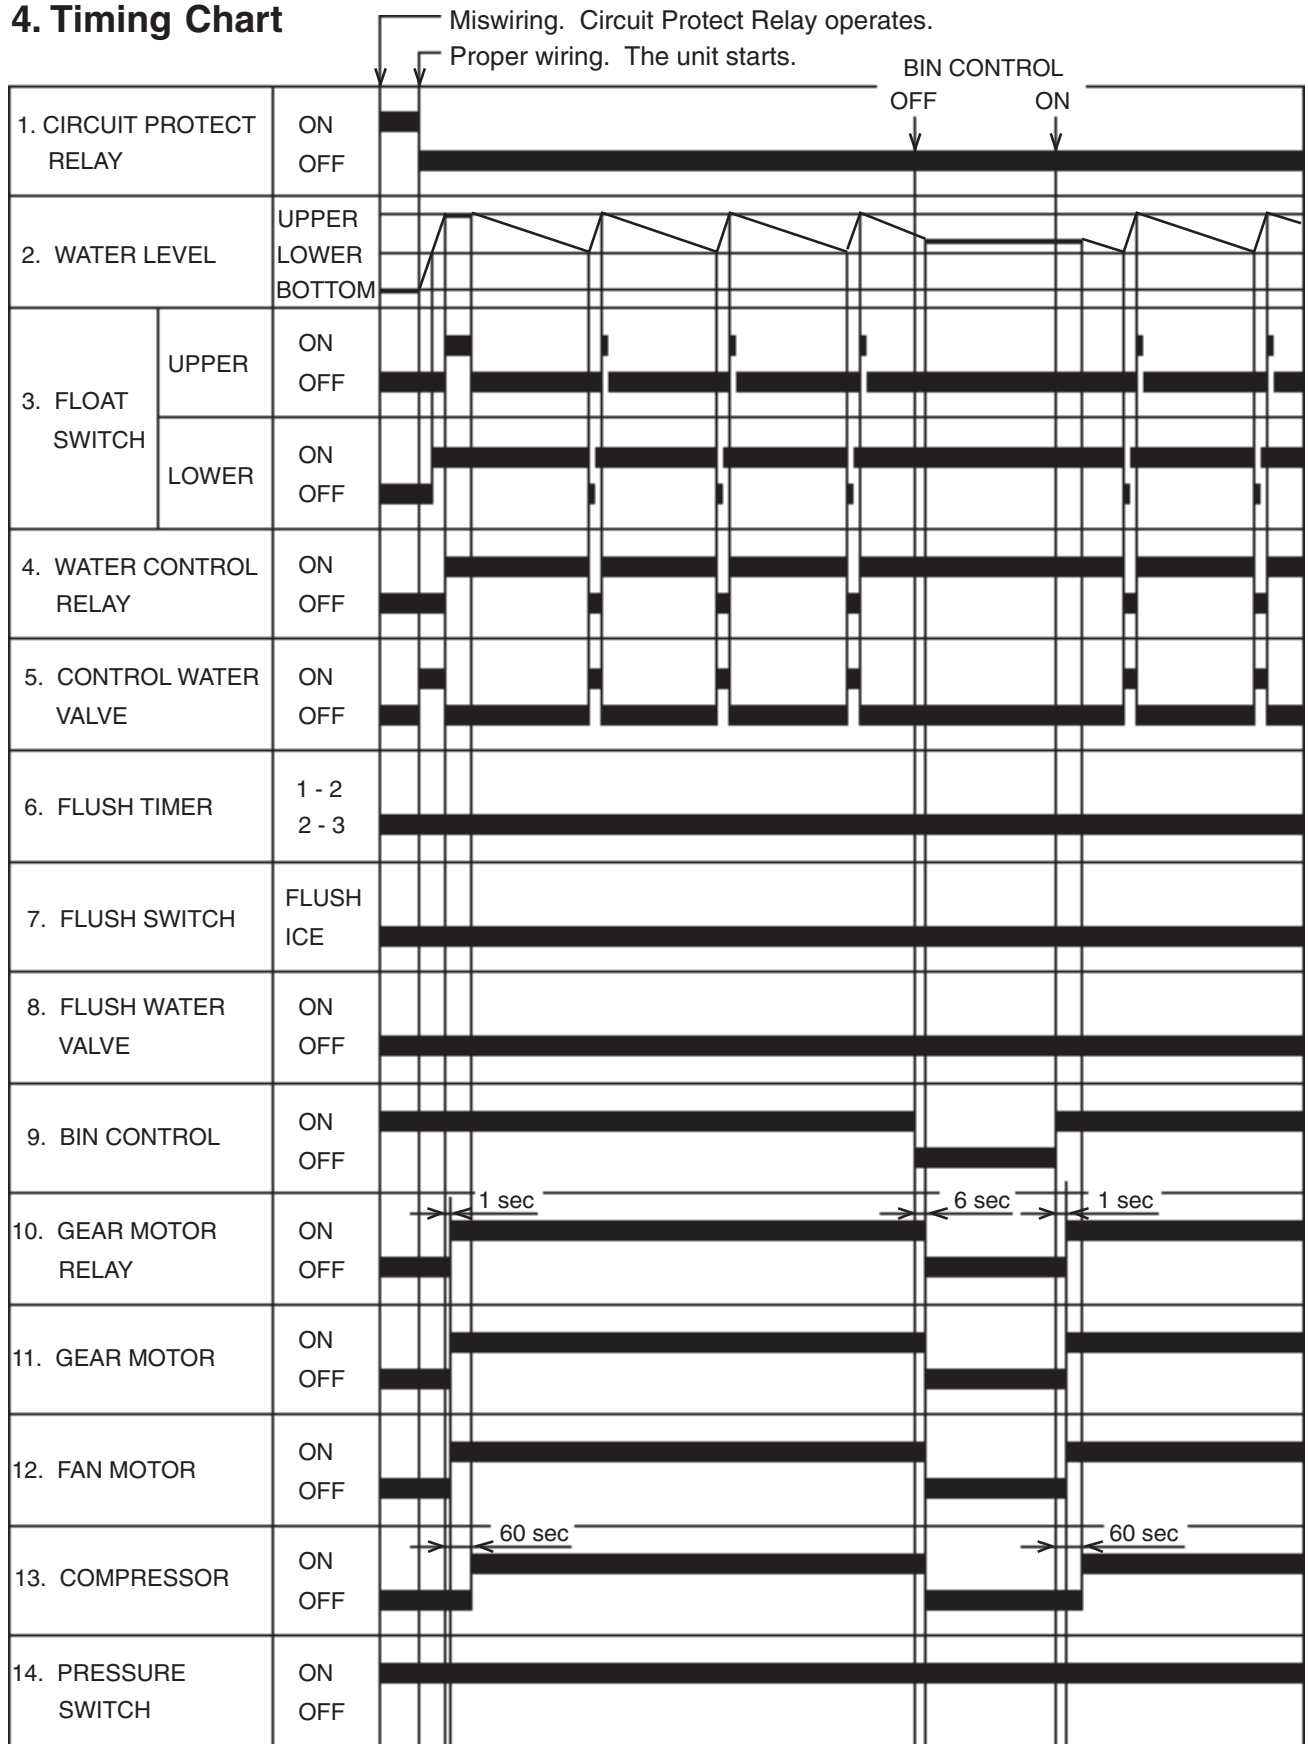 4. Timing Chart
Miswiring. Circuit Protect Relay operates.
Proper wiring. The unit starts.
BIN CONTROL
OFF ON
1. CIRCUIT PROTECT
RELAY
ON
OFF
2. WATER LEVEL
UPPER
LOWER
BOTTOM
3. FLOAT
SWITCH
UPPER
ON
OFF
LOWER
ON
OFF
4. WATER CONTROL
RELAY
ON
OFF
5. CONTROL WATER
VALVE
ON
OFF
6. FLUSH TIMER
1 - 2
2 - 3
7. FLUSH SWITCH
FLUSH
ICE
8. FLUSH WATER
VALVE
ON
OFF
9. BIN CONTROL
ON
OFF
10. GEAR MOTOR
RELAY
ON
OFF
1 sec 6 sec 1 sec
11. GEAR MOTOR
ON
OFF
12. FAN MOTOR
ON
OFF
13. COMPRESSOR
ON
OFF
60 sec 60 sec
14. PRESSURE
SWITCH
ON
OFF